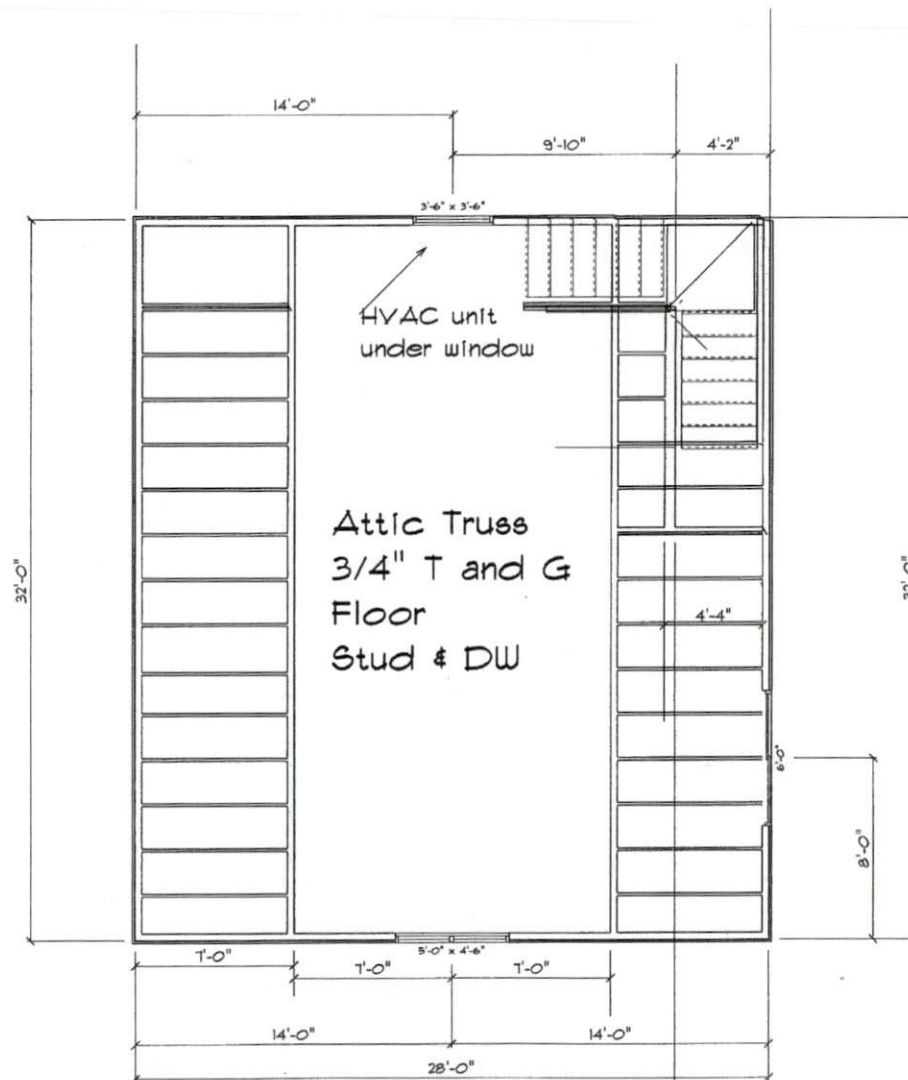 14'-0"
9'-10"
4'-2"
3'-6" x 3'-6"
HVAC unit
under window
32'-0"
32'-0"
Attic Truss
3/4" T and G
Floor
Stud & DW
4'-4"
6'-0"
8'-0"
5'-0" x 4'-6"
7'-0"
7'-0"
7'-0"
14'-0"
14'-0"
28'-0"